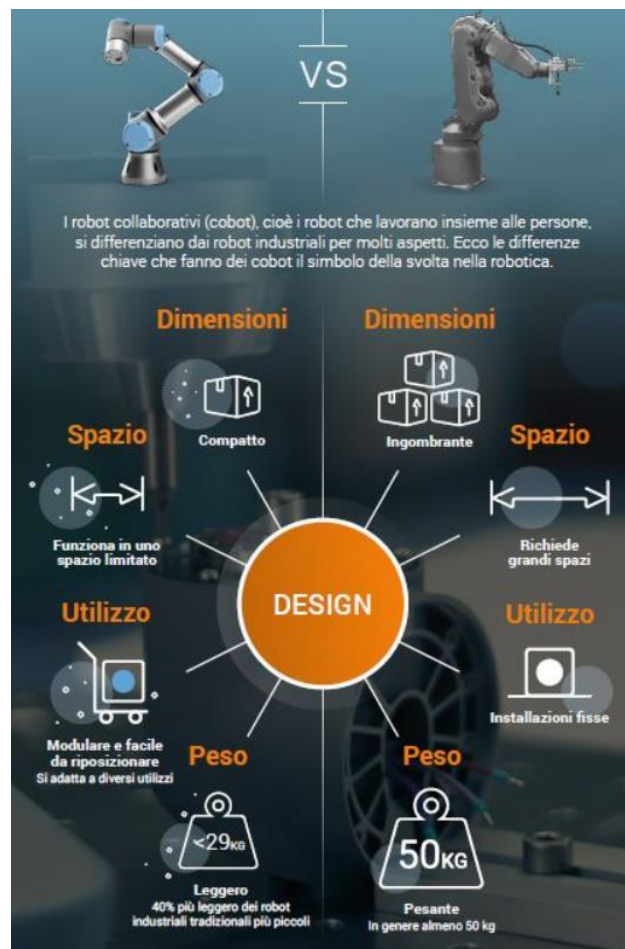 VS
I robot collaborativi (cobot), cioè i robot che lavorano insieme alle persone,
si differenziano dai robot industriali per molti aspetti. Ecco le differenze
chiave che fanno dei cobot il simbolo della svolta nella robotica.
Dimensioni
Compatto
Dimensioni
Ingombrante
Spazio
Funziona in uno
spazio limitato
Spazio
Richiede
grandi spazi
DESIGN
Utilizzo
Modulare e facile
da riposizionare
Si adatta a diversi utilizzi
Utilizzo
Installazioni fisse
Peso
<29KG
Leggero
40% più leggero dei robot
industriali tradizionali più piccoli
Peso
50KG
Pesante
In genere almeno 50 kg